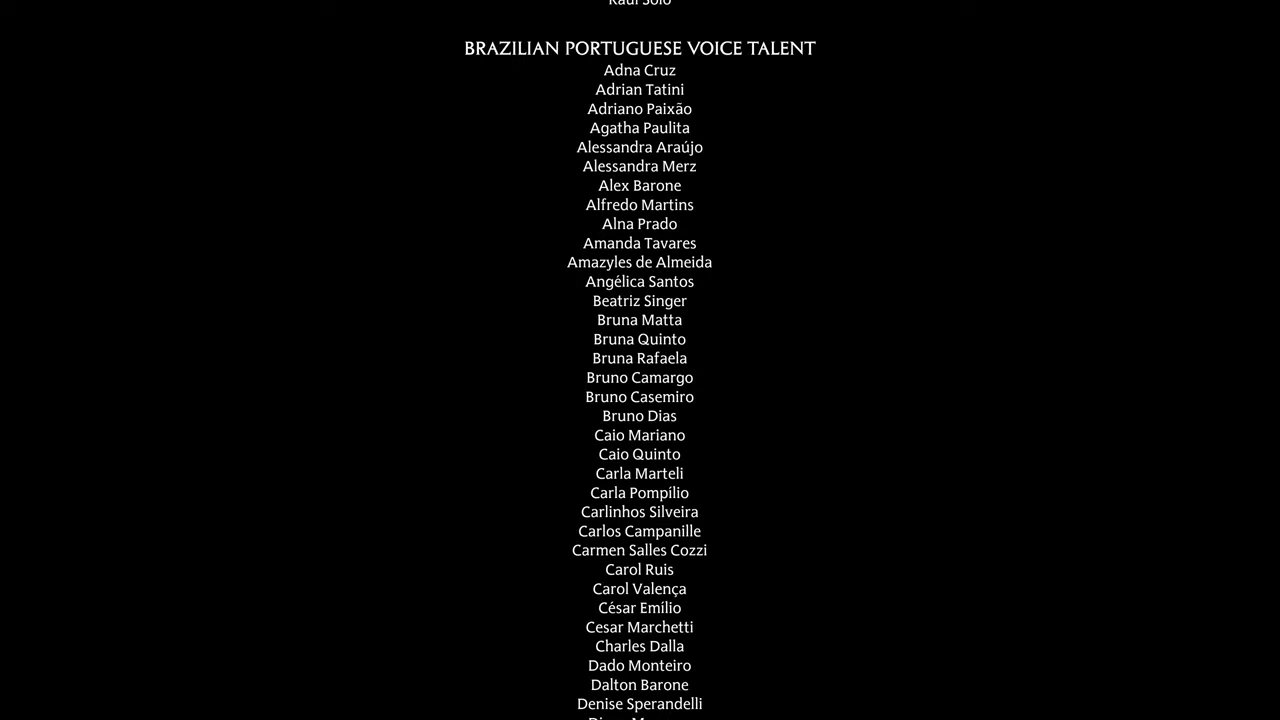 Raul Solo
BRAZILIAN PORTUGUESE VOICE TALENT
Adna Cruz
Adrian Tatini
Adriano Paixão
Agatha Paulita
Alessandra Araújo
Alessandra Merz
Alex Barone
Alfredo Martins
Alna Prado
Amanda Tavares
Amazyles de Almeida
Angélica Santos
Beatriz Singer
Bruna Matta
Bruna Quinto
Bruna Rafaela
Bruno Camargo
Bruno Casemiro
Bruno Dias
Caio Mariano
Caio Quinto
Carla Marteli
Carla Pompílio
Carlinhos Silveira
Carlos Campanille
Carmen Salles Cozzi
Carol Ruis
Carol Valença
César Emílio
Cesar Marchetti
Charles Dalla
Dado Monteiro
Dalton Barone
Denise Sperandelli